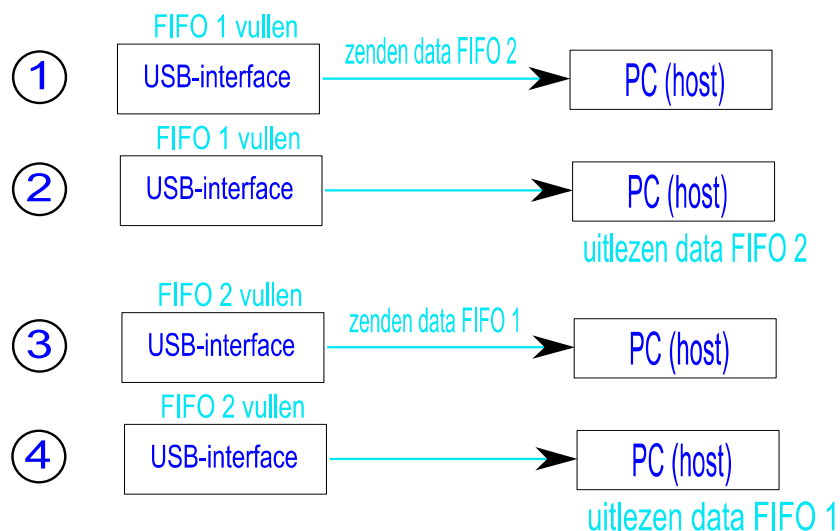 FIFO 1 vullen
1 USB-interface zenden data FIFO 2 PC (host)
FIFO 1 vullen
2 USB-interface PC (host)
uitlezen data FIFO 2
FIFO 2 vullen
3 USB-interface zenden data FIFO 1 PC (host)
FIFO 2 vullen
4 USB-interface PC (host)
uitlezen data FIFO 1